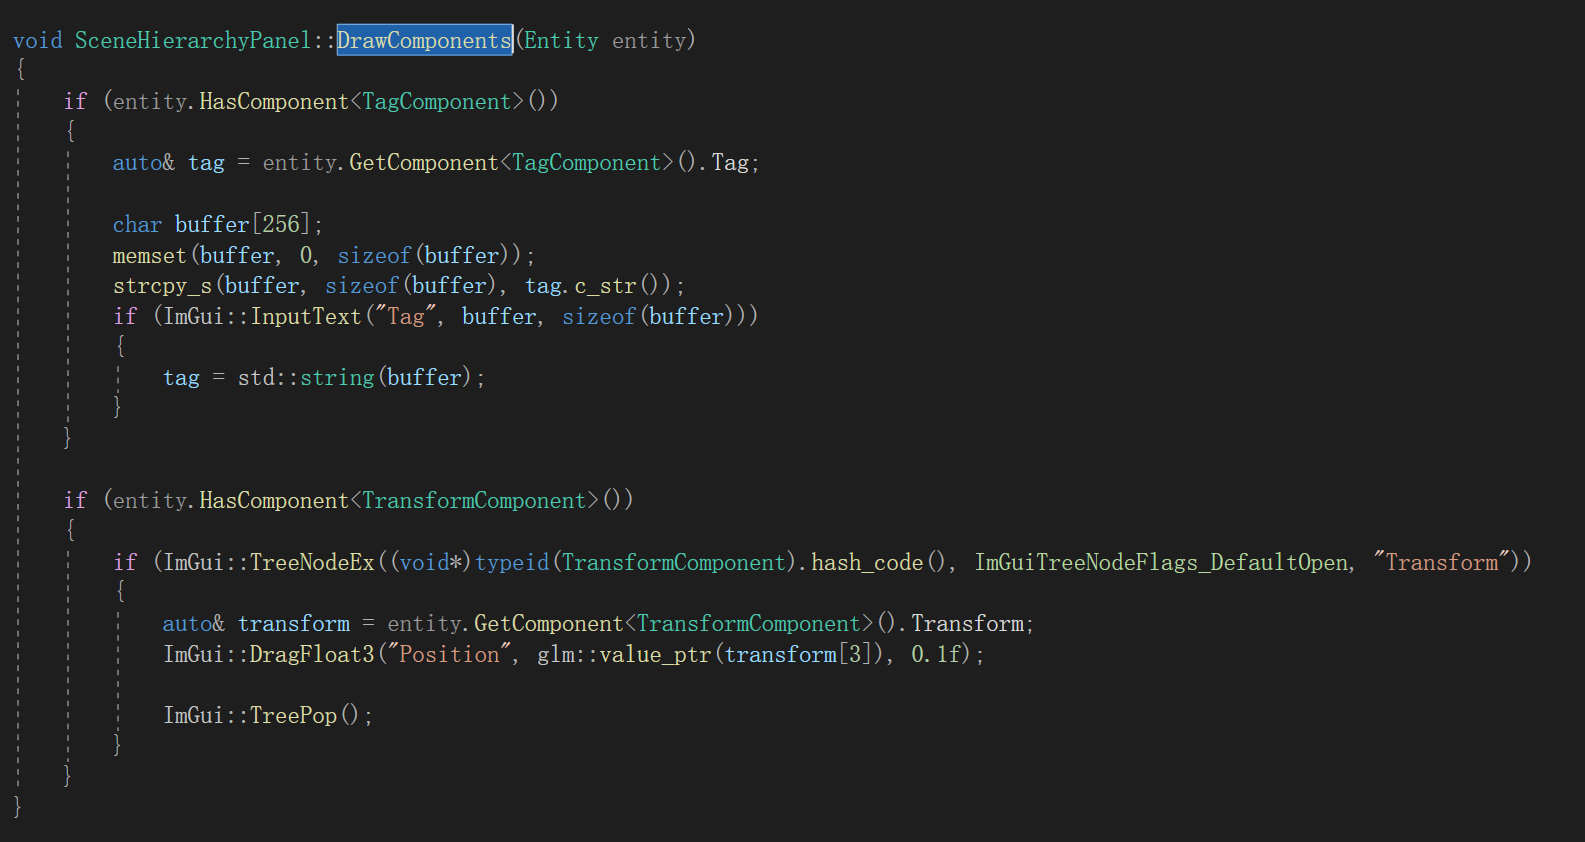 void SceneHierarchyPanel::DrawComponents(Entity entity)
{
    if (entity.HasComponent<TagComponent>())
    {
        auto& tag = entity.GetComponent<TagComponent>().Tag;

        char buffer[256];
        memset(buffer, 0, sizeof(buffer));
        strcpy_s(buffer, sizeof(buffer), tag.c_str());
        if (ImGui::InputText("Tag", buffer, sizeof(buffer)))
        {
            tag = std::string(buffer);
        }
    }

    if (entity.HasComponent<TransformComponent>())
    {
        if (ImGui::TreeNodeEx((void*)typeid(TransformComponent).hash_code(), ImGuiTreeNodeFlags_DefaultOpen, "Transform"))
        {
            auto& transform = entity.GetComponent<TransformComponent>().Transform;
            ImGui::DragFloat3("Position", glm::value_ptr(transform[3]), 0.1f);

            ImGui::TreePop();
        }
    }
}